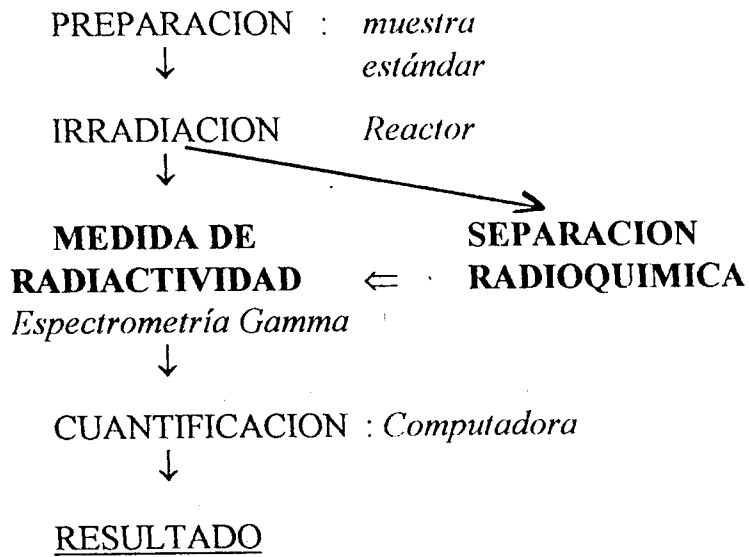 PREPARACION : muestra
estándar
IRRADIACION Reactor
MEDIDA DE
RADIACTIVIDAD
Espectrometría Gamma
SEPARACION
RADIOQUIMICA
CUANTIFICACION : Computadora
RESULTADO